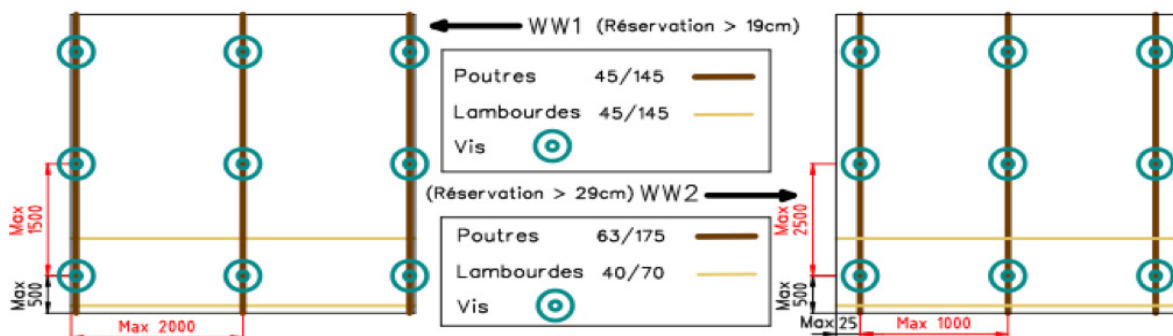 WW1 (Réservation > 19cm)
Poutres 45/145
Lambourdes 45/145
Vis
(Réservation > 29cm) WW2
Poutres 63/175
Lambourdes 40/70
Vis
Max 1500
Max 500
Max 2000
Max 2500
Max 500
Max 25
Max 1000